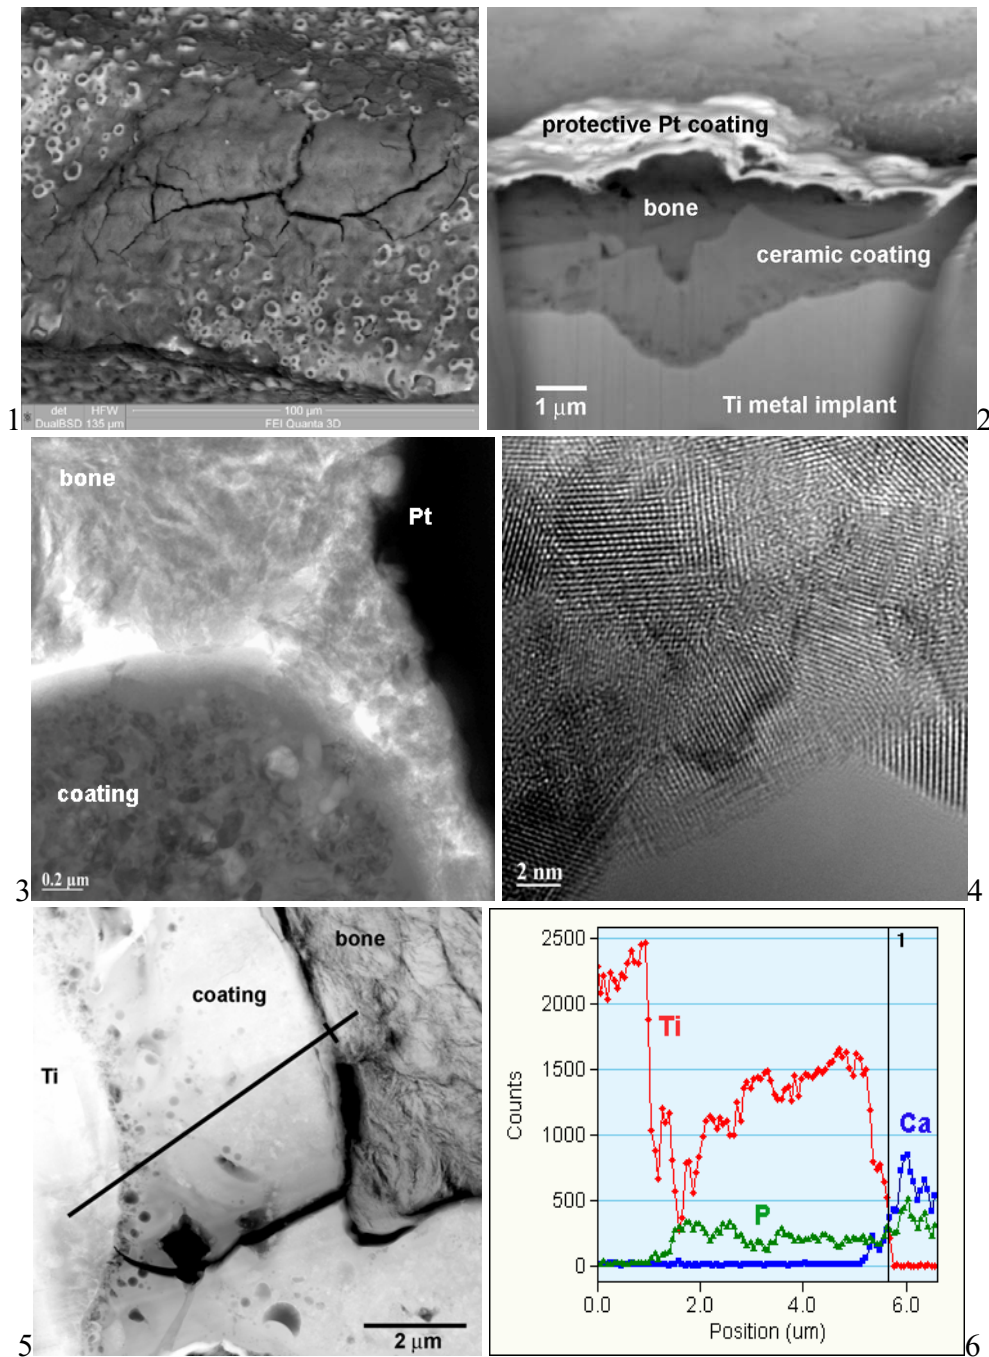 1
det HFW 100 µm
DualBSD 135 µm FEI Quanta 3D
protective Pt coating
bone
ceramic coating
1 µm
Ti metal implant
2
bone
Pt
coating
0.2 µm
3
2 nm
4
bone
coating
Ti
2 µm
5
2500
2000
1500
1000
500
0
Counts
1
Ti
Ca
P
0.0 2.0 4.0 6.0
Position (um)
6